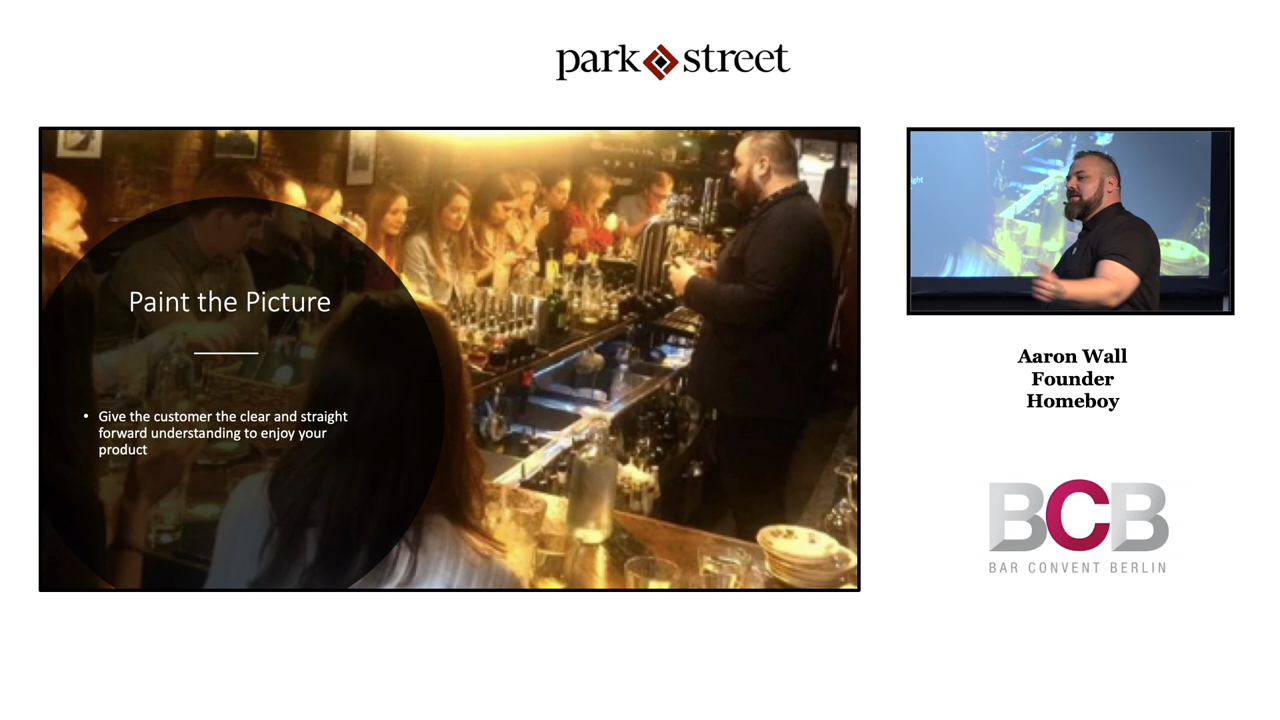 park street
Paint the Picture
• Give the customer the clear and straight
forward understanding to enjoy your
product
ight
Aaron Wall
Founder
Homeboy
BCB
BAR CONVENT BERLIN